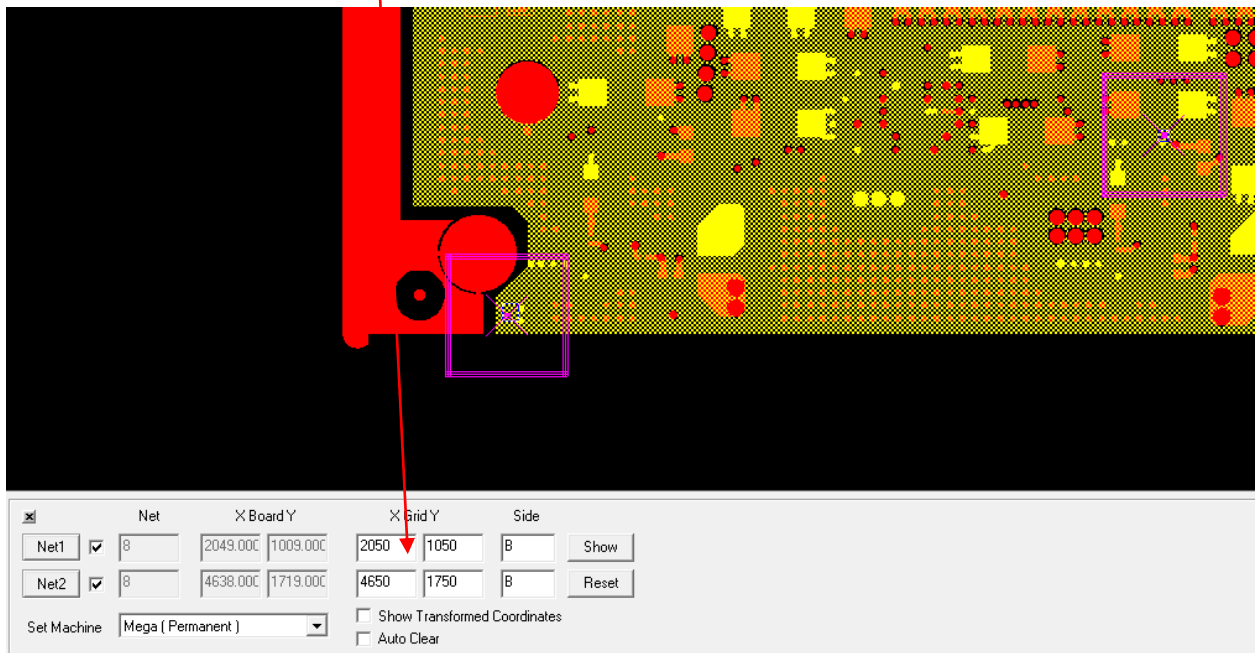 Net X Board Y X Grid Y Side
Net1 8 2049.000 1009.000 2050 1050 B Show
Net2 8 4638.000 1719.000 4650 1750 B Reset
Set Machine Mega ( Permanent ) Show Transformed Coordinates
Auto Clear